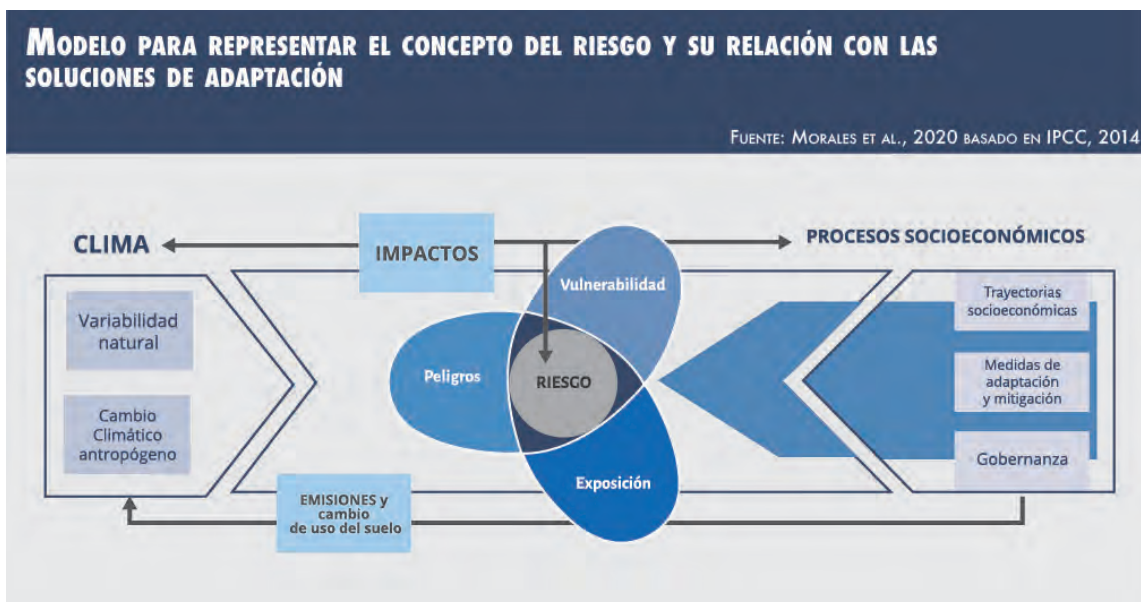 MODELO PARA REPRESENTAR EL CONCEPTO DEL RIESGO Y SU RELACIÓN CON LAS
SOLUCIONES DE ADAPTACIÓN
FUENTE: MORALES ET AL., 2020 BASADO EN IPCC, 2014
CLIMA
IMPACTOS
PROCESOS SOCIOECONÓMICOS
Variabilidad
natural
Cambio
Climático
antropógeno
Vulnerabilidad
Peligros
RIESGO
Exposición
Trayectorias
socioeconómicas
Medidas de
adaptación
y mitigación
Gobernanza
EMISIONES y
cambio
de uso del suelo